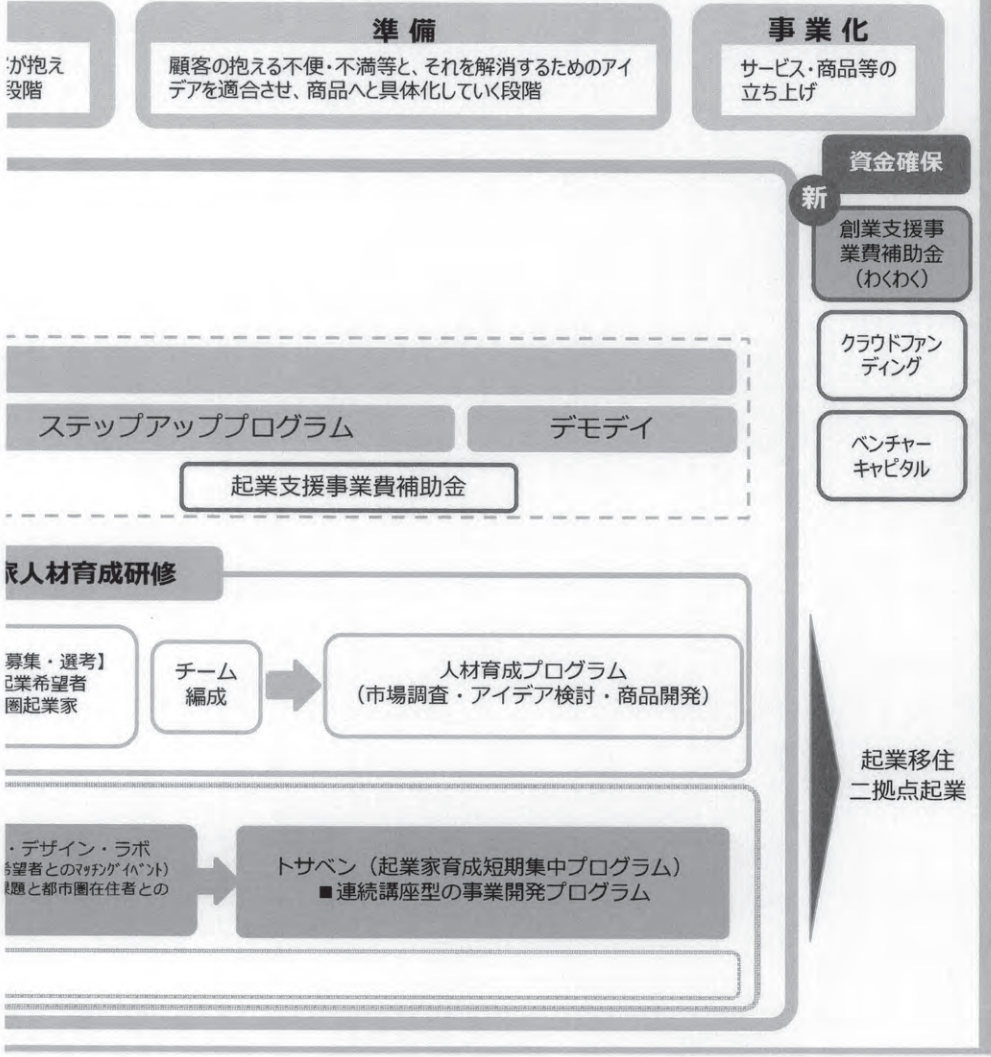 が抱え
段階
準備
顧客の抱える不便・不満等と、それを解消するためのアイ
デアを適合させ、商品へと具体化していく段階
事業化
サービス・商品等の
立ち上げ
資金確保
新
創業支援事
業費補助金
(わくわく)
クラウドファン
ディング
ベンチャー
キャピタル
ステップアッププログラム
デモデイ
起業支援事業費補助金
家人材育成研修
募集・選考】
起業希望者
圏起業家
チーム
編成
人材育成プログラム
(市場調査・アイデア検討・商品開発)
起業移住
二拠点起業
・デザイン・ラボ
希望者とのマッチングイベント)
課題と都市圏在住者との
トサベン(起業家育成短期集中プログラム)
■連続講座型の事業開発プログラム